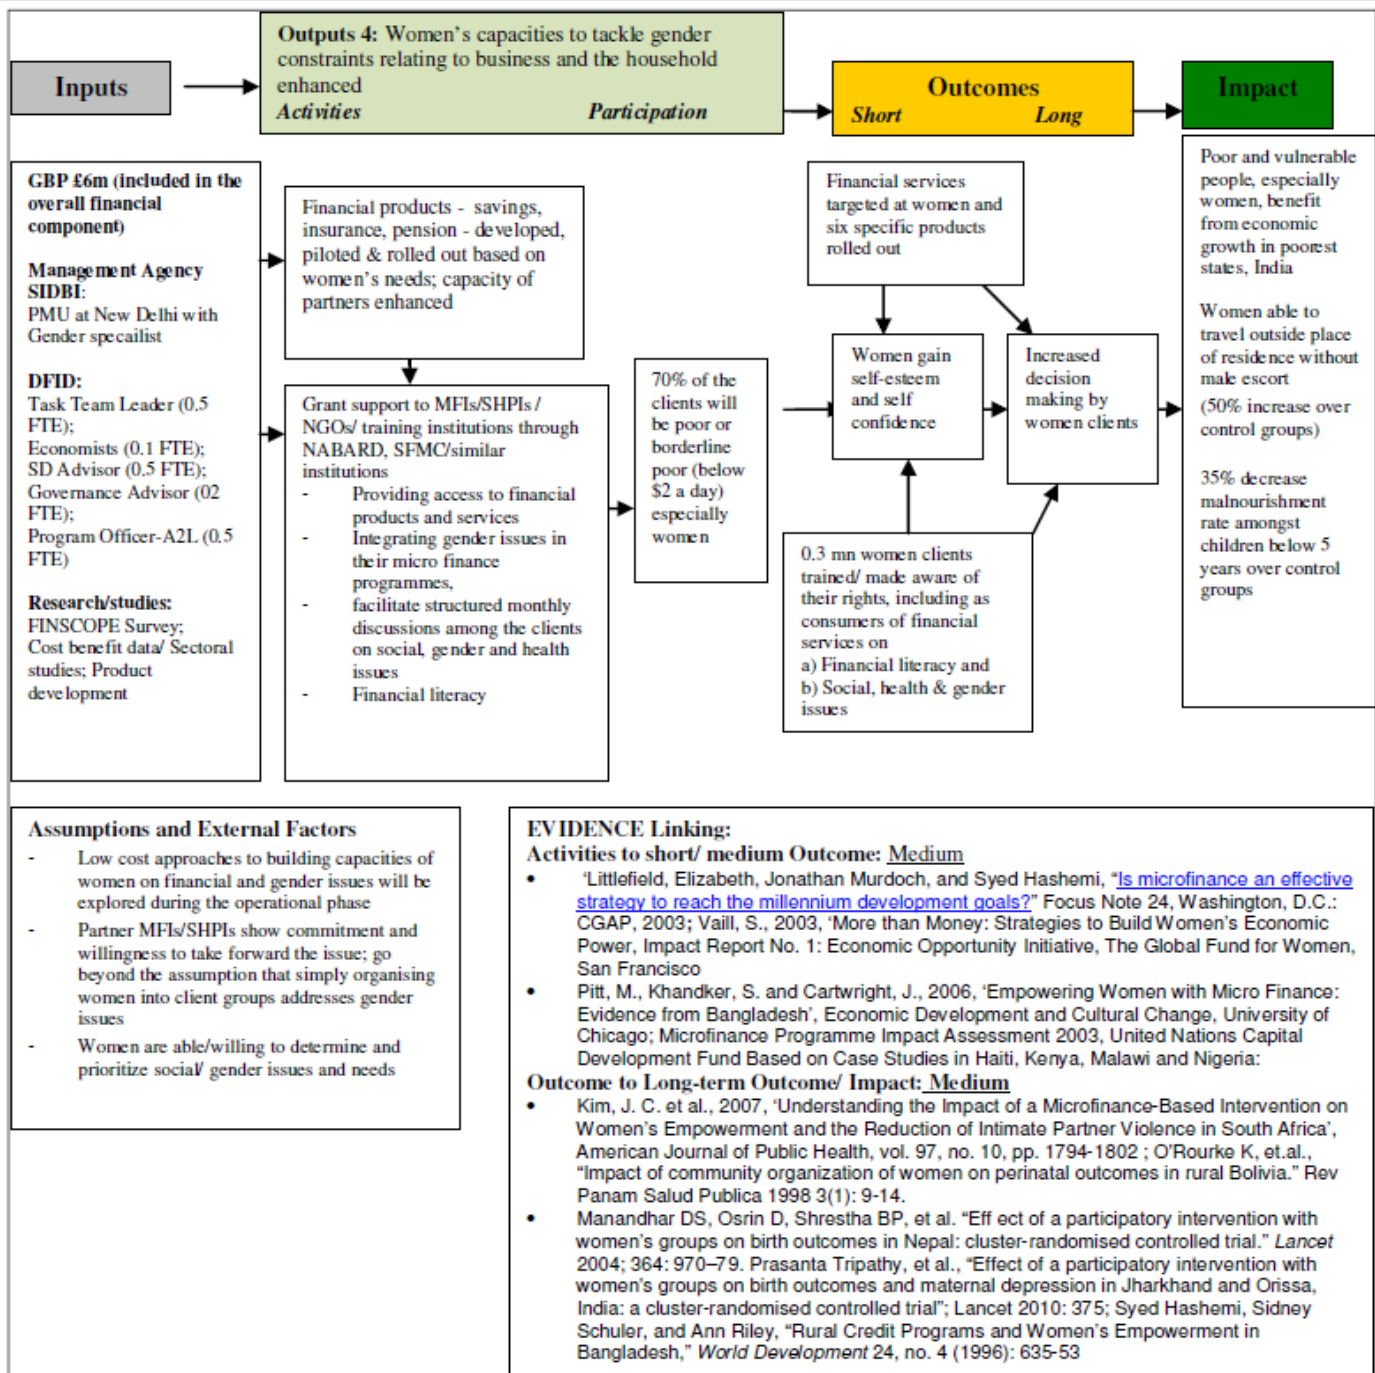 Inputs
Outputs 4: Women's capacities to tackle gender
constraints relating to business and the household
enhanced
Activities Participation
Outcomes
Short Long
Impact
GBP £6m (included in the
overall financial
component)
Management Agency
SIDBI:
PMU at New Delhi with
Gender specailist
DFID:
Task Team Leader (0.5
FTE);
Economists (0.1 FTE);
SD Advisor (0.5 FTE);
Governance Advisor (02
FTE);
Program Officer-A2L (0.5
FTE)
Research/studies:
FINSCOPE Survey;
Cost benefit data/ Sectoral
studies; Product
development
Financial products - savings,
insurance, pension - developed,
piloted & rolled out based on
women's needs; capacity of
partners enhanced
Grant support to MFIs/SHPIs /
NGOs/ training institutions through
NABARD, SFMC/similar
institutions
- Providing access to financial
products and services
- Integrating gender issues in
their micro finance
programmes,
- facilitate structured monthly
discussions among the clients
on social, gender and health
issues
- Financial literacy
70% of the
clients will
be poor or
borderline
poor (below
$2 a day)
especially
women
Financial services
targeted at women and
six specific products
rolled out
Women gain
self-esteem
and self
confidence
Increased
decision
making by
women clients
0.3 mn women clients
trained/ made aware of
their rights, including as
consumers of financial
services on
a) Financial literacy and
b) Social, health & gender
issues
Poor and vulnerable
people, especially
women, benefit
from economic
growth in poorest
states, India
Women able to
travel outside place
of residence without
male escort
(50% increase over
control groups)
35% decrease
malnourishment
rate amongst
children below 5
years over control
groups
Assumptions and External Factors
- Low cost approaches to building capacities of
women on financial and gender issues will be
explored during the operational phase
- Partner MFIs/SHPIs show commitment and
willingness to take forward the issue; go
beyond the assumption that simply organising
women into client groups addresses gender
issues
- Women are able/willing to determine and
prioritize social/ gender issues and needs
EVIDENCE Linking:
Activities to short/ medium Outcome: Medium
• 'Littlefield, Elizabeth, Jonathan Murdoch, and Syed Hashemi, "Is microfinance an effective
strategy to reach the millennium development goals?" Focus Note 24, Washington, D.C.:
CGAP, 2003; Vaill, S., 2003, 'More than Money: Strategies to Build Women's Economic
Power, Impact Report No. 1: Economic Opportunity Initiative, The Global Fund for Women,
San Francisco
• Pitt, M., Khandker, S. and Cartwright, J., 2006, 'Empowering Women with Micro Finance:
Evidence from Bangladesh', Economic Development and Cultural Change, University of
Chicago; Microfinance Programme Impact Assessment 2003, United Nations Capital
Development Fund Based on Case Studies in Haiti, Kenya, Malawi and Nigeria:
Outcome to Long-term Outcome/ Impact: Medium
• Kim, J. C. et al., 2007, 'Understanding the Impact of a Microfinance-Based Intervention on
Women's Empowerment and the Reduction of Intimate Partner Violence in South Africa',
American Journal of Public Health, vol. 97, no. 10, pp. 1794-1802 ; O'Rourke K, et.al.,
"Impact of community organization of women on perinatal outcomes in rural Bolivia." Rev
Panam Salud Publica 1998 3(1): 9-14.
• Manandhar DS, Osrin D, Shrestha BP, et al. "Eff ect of a participatory intervention with
women's groups on birth outcomes in Nepal: cluster-randomised controlled trial." Lancet
2004; 364: 970–79. Prasanta Tripathy, et al., "Effect of a participatory intervention with
women's groups on birth outcomes and maternal depression in Jharkhand and Orissa,
India: a cluster-randomised controlled trial"; Lancet 2010: 375; Syed Hashemi, Sidney
Schuler, and Ann Riley, "Rural Credit Programs and Women's Empowerment in
Bangladesh," World Development 24, no. 4 (1996): 635-53